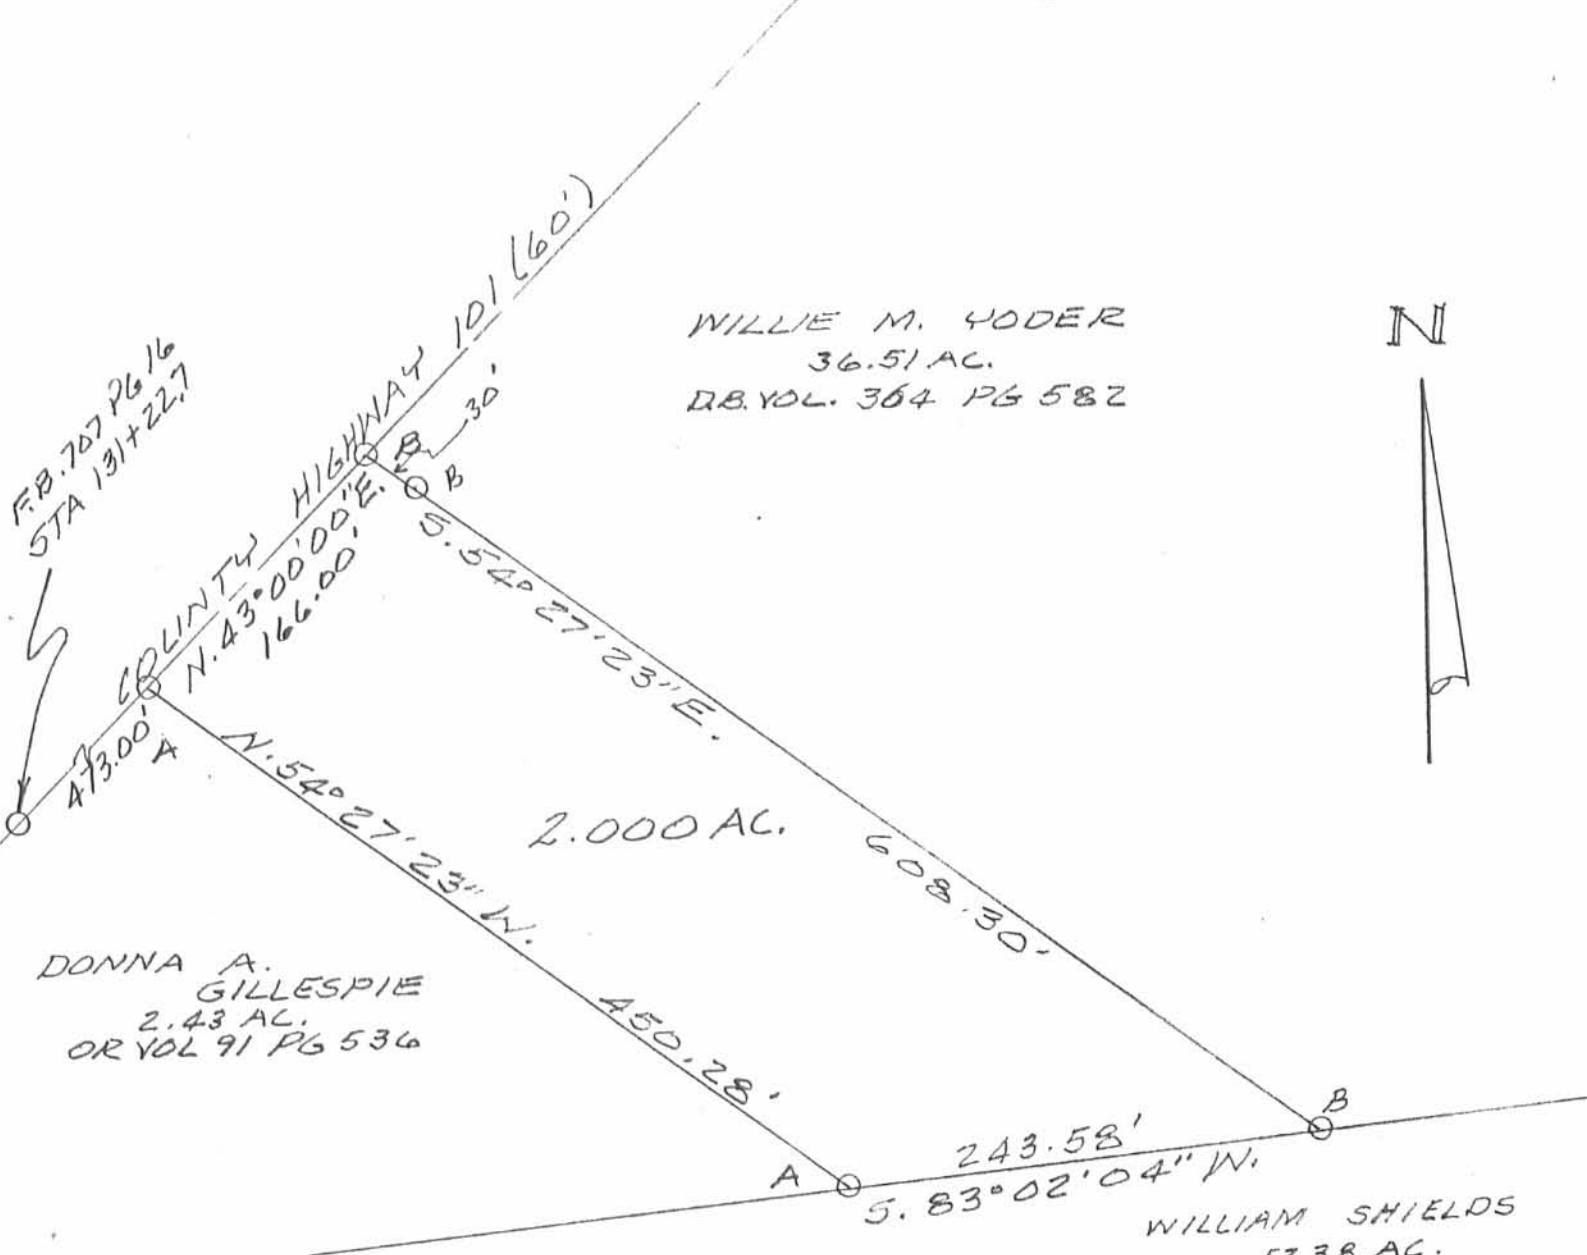 COUNTY HIGHWAY 101 (60')
F.B. 707 PG 16
STA 131+22.7
WILLIE M. YODER
36.51 AC.
D.B. VOL. 364 PG 582
N
B
30'
B
N. 43° 00' 00" E.
166.00'
473.00'
A
S. 54° 27' 23" E.
608.30'
N. 54° 27' 23" W.
450.28'
2.000 AC.
DONNA A.
GILLESPIE
2.43 AC.
OR VOL 91 PG 536
B
243.58'
A
S. 83° 02' 04" W.
WILLIAM SHIELDS
AC.